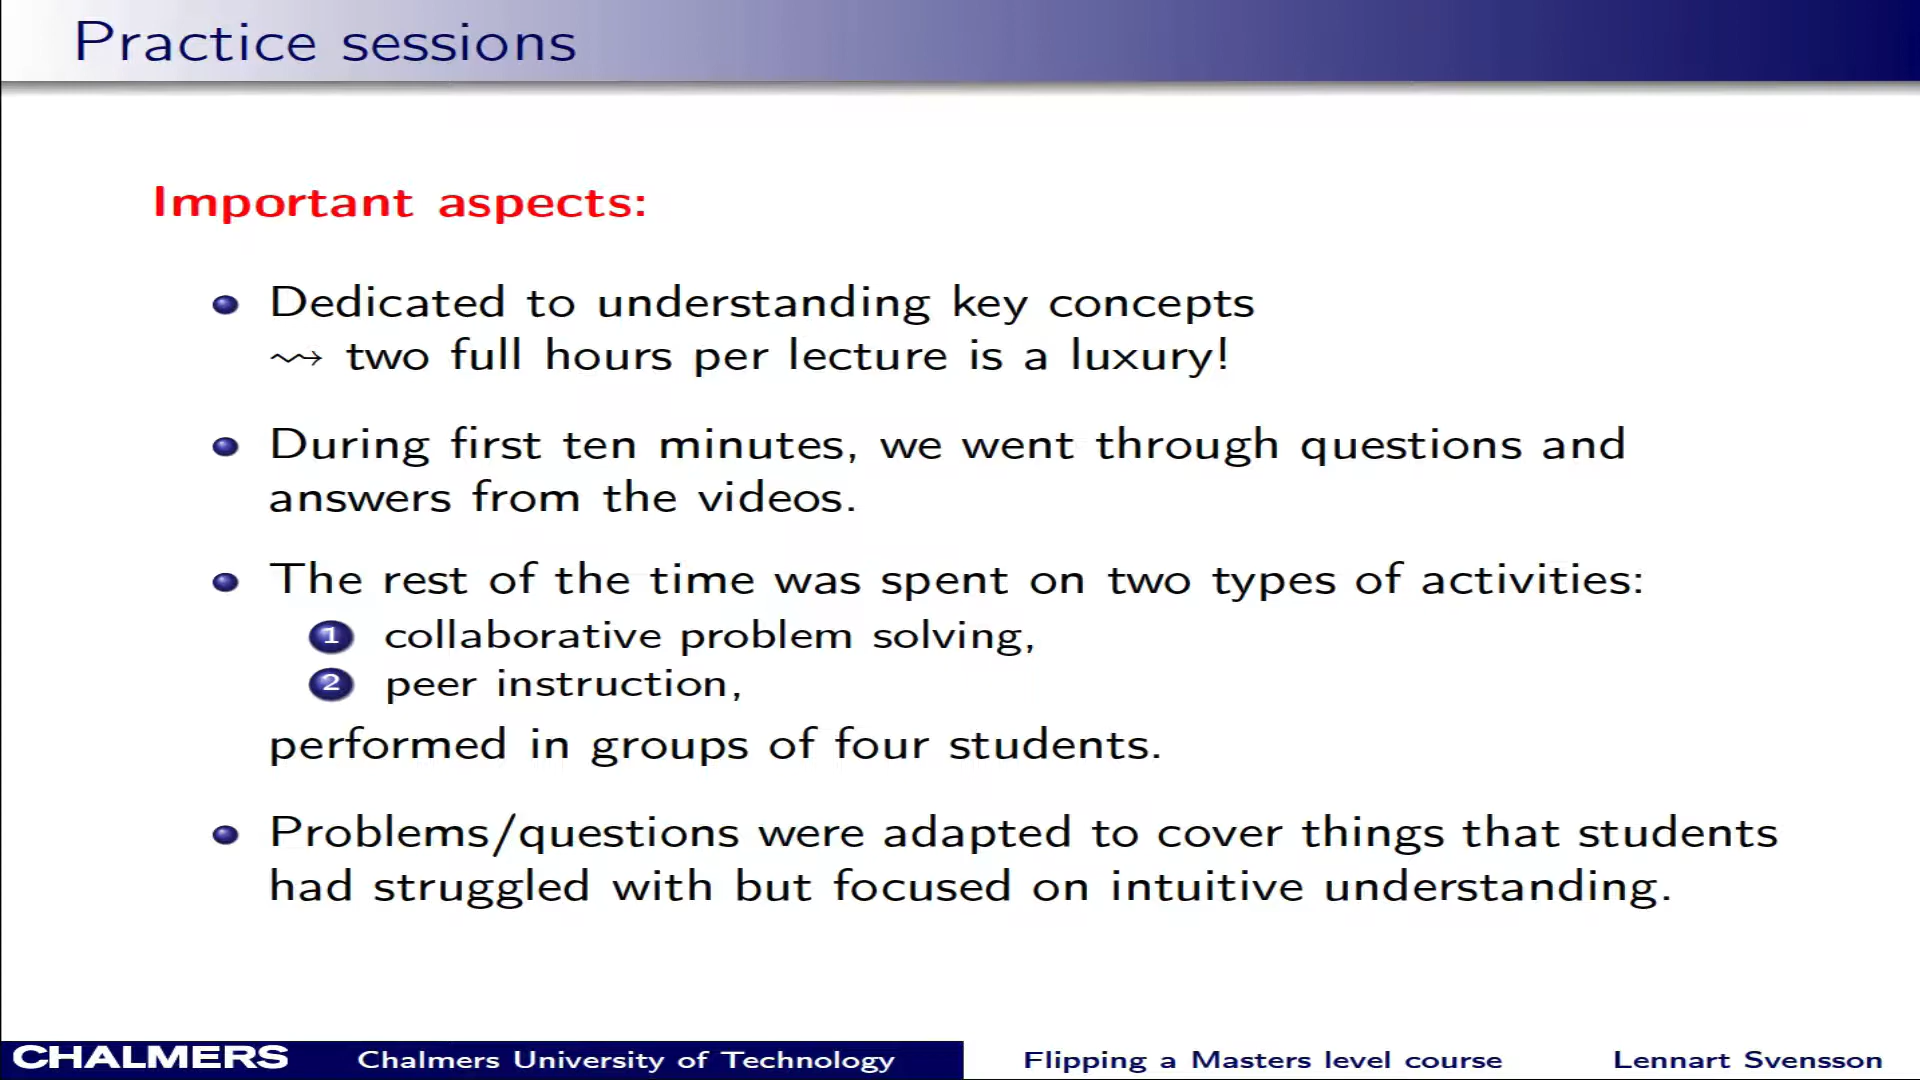 Practice sessions
Important aspects:
Dedicated to understanding key concepts
⇝ two full hours per lecture is a luxury!
During first ten minutes, we went through questions and
answers from the videos.
The rest of the time was spent on two types of activities:
1 collaborative problem solving,
2 peer instruction,
performed in groups of four students.
Problems/questions were adapted to cover things that students
had struggled with but focused on intuitive understanding.
CHALMERS Chalmers University of Technology Flipping a Masters level course Lennart Svensson